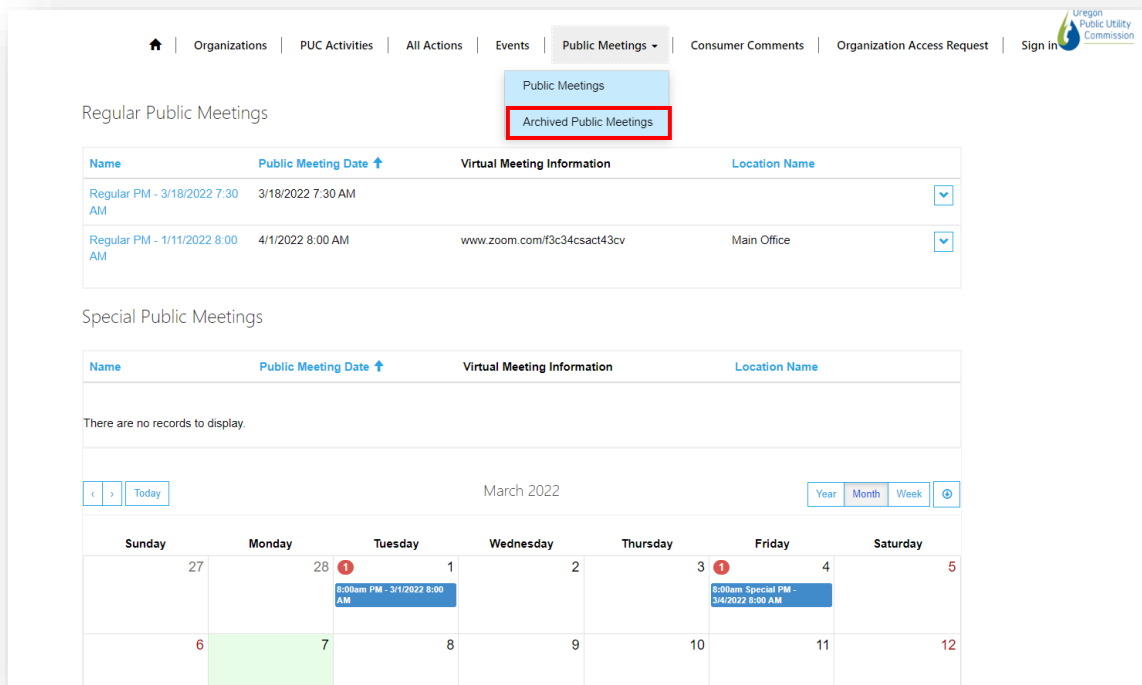 Oregon
Public Utility
Commission
Organizations PUC Activities All Actions Events Public Meetings Consumer Comments Organization Access Request Sign in
Public Meetings
Archived Public Meetings
Regular Public Meetings
Name Public Meeting Date Virtual Meeting Information Location Name
Regular PM - 3/18/2022 7:30 3/18/2022 7:30 AM
AM
Regular PM - 1/11/2022 8:00 4/1/2022 8:00 AM www.zoom.com/f3c34csact43cv Main Office
AM
Special Public Meetings
Name Public Meeting Date Virtual Meeting Information Location Name
There are no records to display.
‹ › Today March 2022 Year Month Week
Sunday Monday Tuesday Wednesday Thursday Friday Saturday
27 28 1 1 2 3 1 4 5
8:00am PM - 3/1/2022 8:00 8:00am Special PM -
AM 3/4/2022 8:00 AM
6 7 8 9 10 11 12